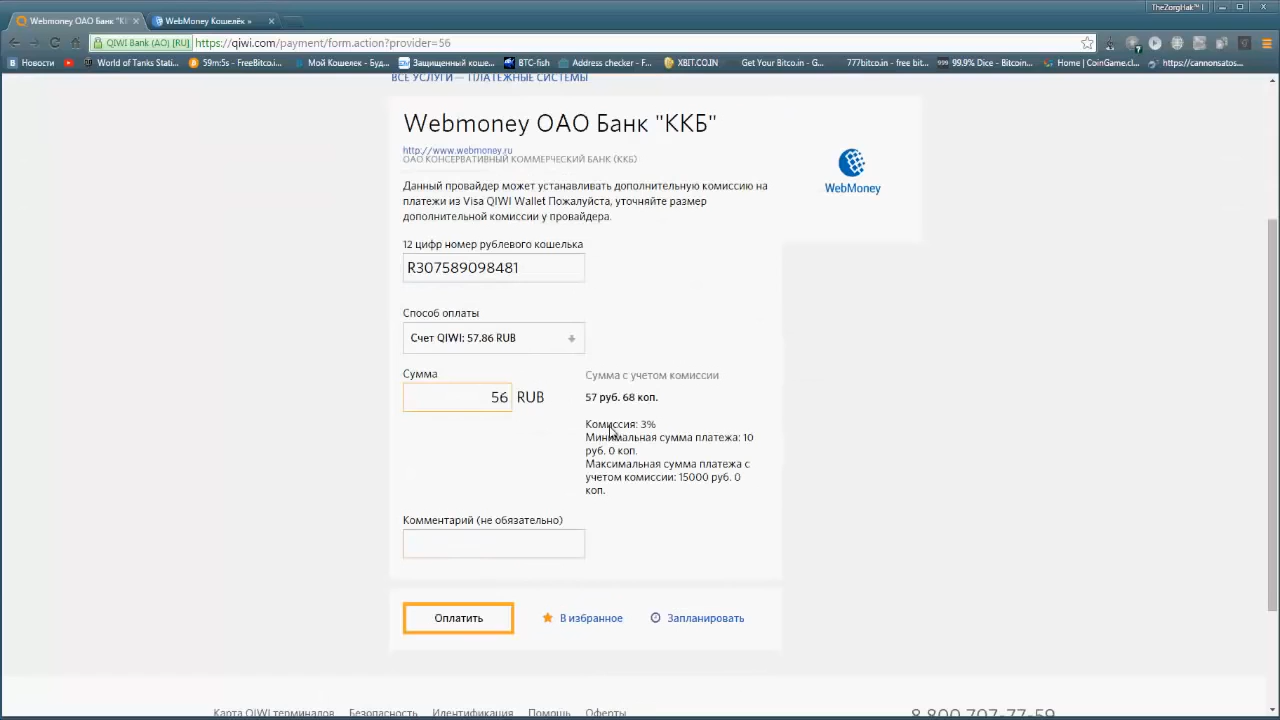 TheZorgHak™ I
Webmoney ОАО Банк "КК
WebMoney Кошелёк »
QIWI Bank (AO) [RU]
https://qiwi.com/payment/form.action?provider=56
Новости
World of Tanks Stati...
59m:5s - FreeBitco.i...
Мой Кошелек - Буд...
Защищенный коше...
BTC-fish
Address checker - F...
XBIT.CO.IN
Get Your Bitco.in - G...
777bitco.in - free bit...
99.9% Dice - Bitcoin...
Home | CoinGame.cl...
https://cannonsatos...
ВСЕ УСЛУГИ — ПЛАТЕЖНЫЕ СИСТЕМЫ
Webmoney ОАО Банк "ККБ"
http://www.webmoney.ru
ОАО КОНСЕРВАТИВНЫЙ КОММЕРЧЕСКИЙ БАНК (ККБ)
WebMoney
Данный провайдер может устанавливать дополнительную комиссию на
платежи из Visa QIWI Wallet Пожалуйста, уточняйте размер
дополнительной комиссии у провайдера.
12 цифр номер рублевого кошелька
R307589098481
Способ оплаты
Счет QIWI: 57.86 RUB
Сумма
56 RUB
Сумма с учетом комиссии
57 руб. 68 коп.
Комиссия: 3%
Минимальная сумма платежа: 10
руб. 0 коп.
Максимальная сумма платежа с
учетом комиссии: 15000 руб. 0
коп.
Комментарий (не обязательно)
Оплатить
В избранное
Запланировать
Карта QIWI терминалов
Безопасность
Идентификация
Помощь
Оферты
8 800 707-77-59